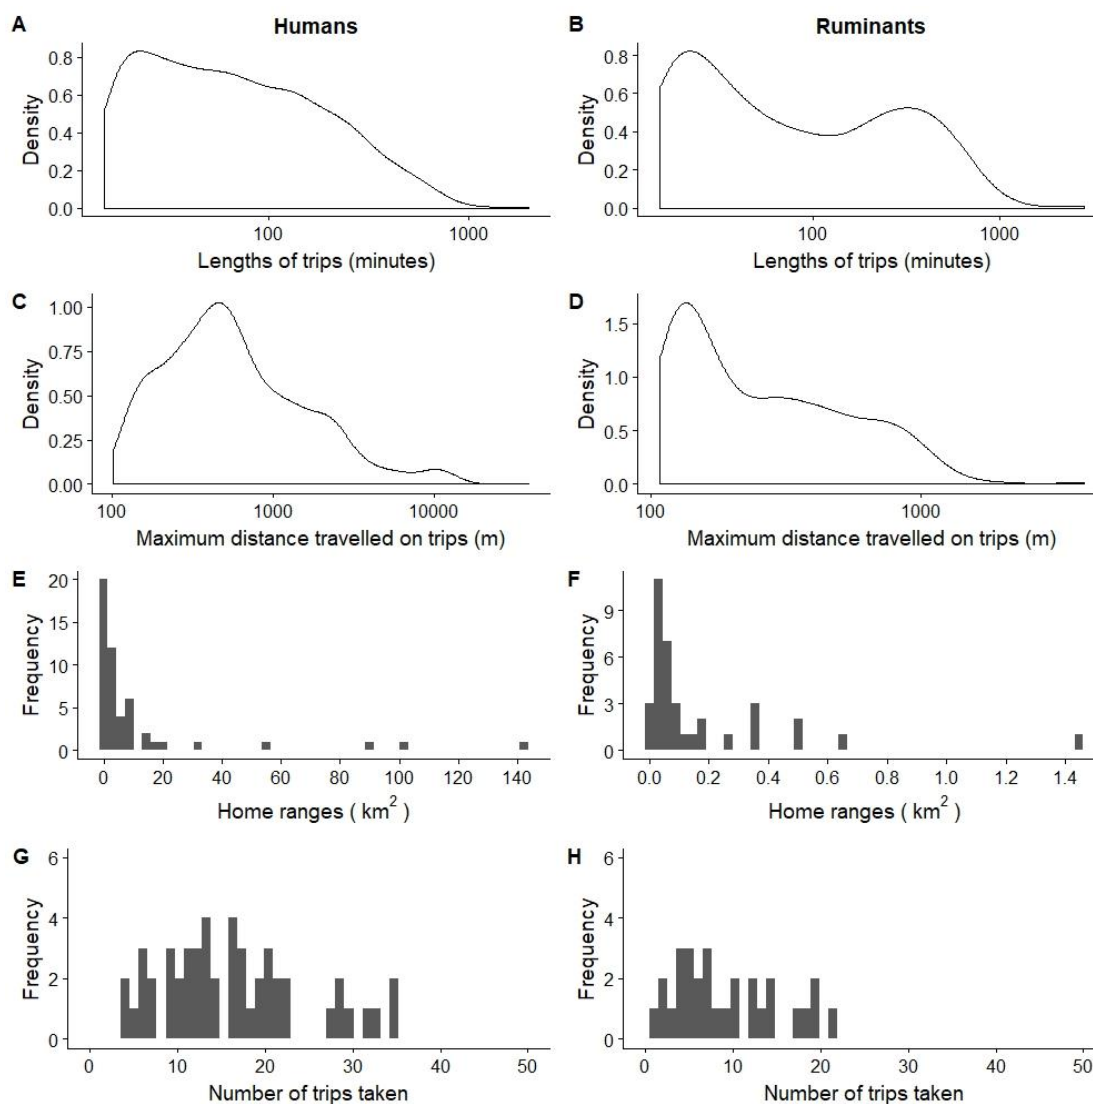 A
Humans
B
Ruminants
Density
0.8
0.6
0.4
0.2
0.0
100
1000
Lengths of trips (minutes)
Density
0.8
0.6
0.4
0.2
0.0
100
1000
Lengths of trips (minutes)
C
Density
1.00
0.75
0.50
0.25
0.00
100
1000
10000
Maximum distance travelled on trips (m)
D
Density
1.5
1.0
0.5
0.0
100
1000
Maximum distance travelled on trips (m)
E
Frequency
20
15
10
5
0
0 20 40 60 80 100 120 140
Home ranges ( km² )
F
Frequency
9
6
3
0
0.0 0.2 0.4 0.6 0.8 1.0 1.2 1.4
Home ranges ( km² )
G
Frequency
6
4
2
0
0 10 20 30 40 50
Number of trips taken
H
Frequency
6
4
2
0
0 10 20 30 40 50
Number of trips taken